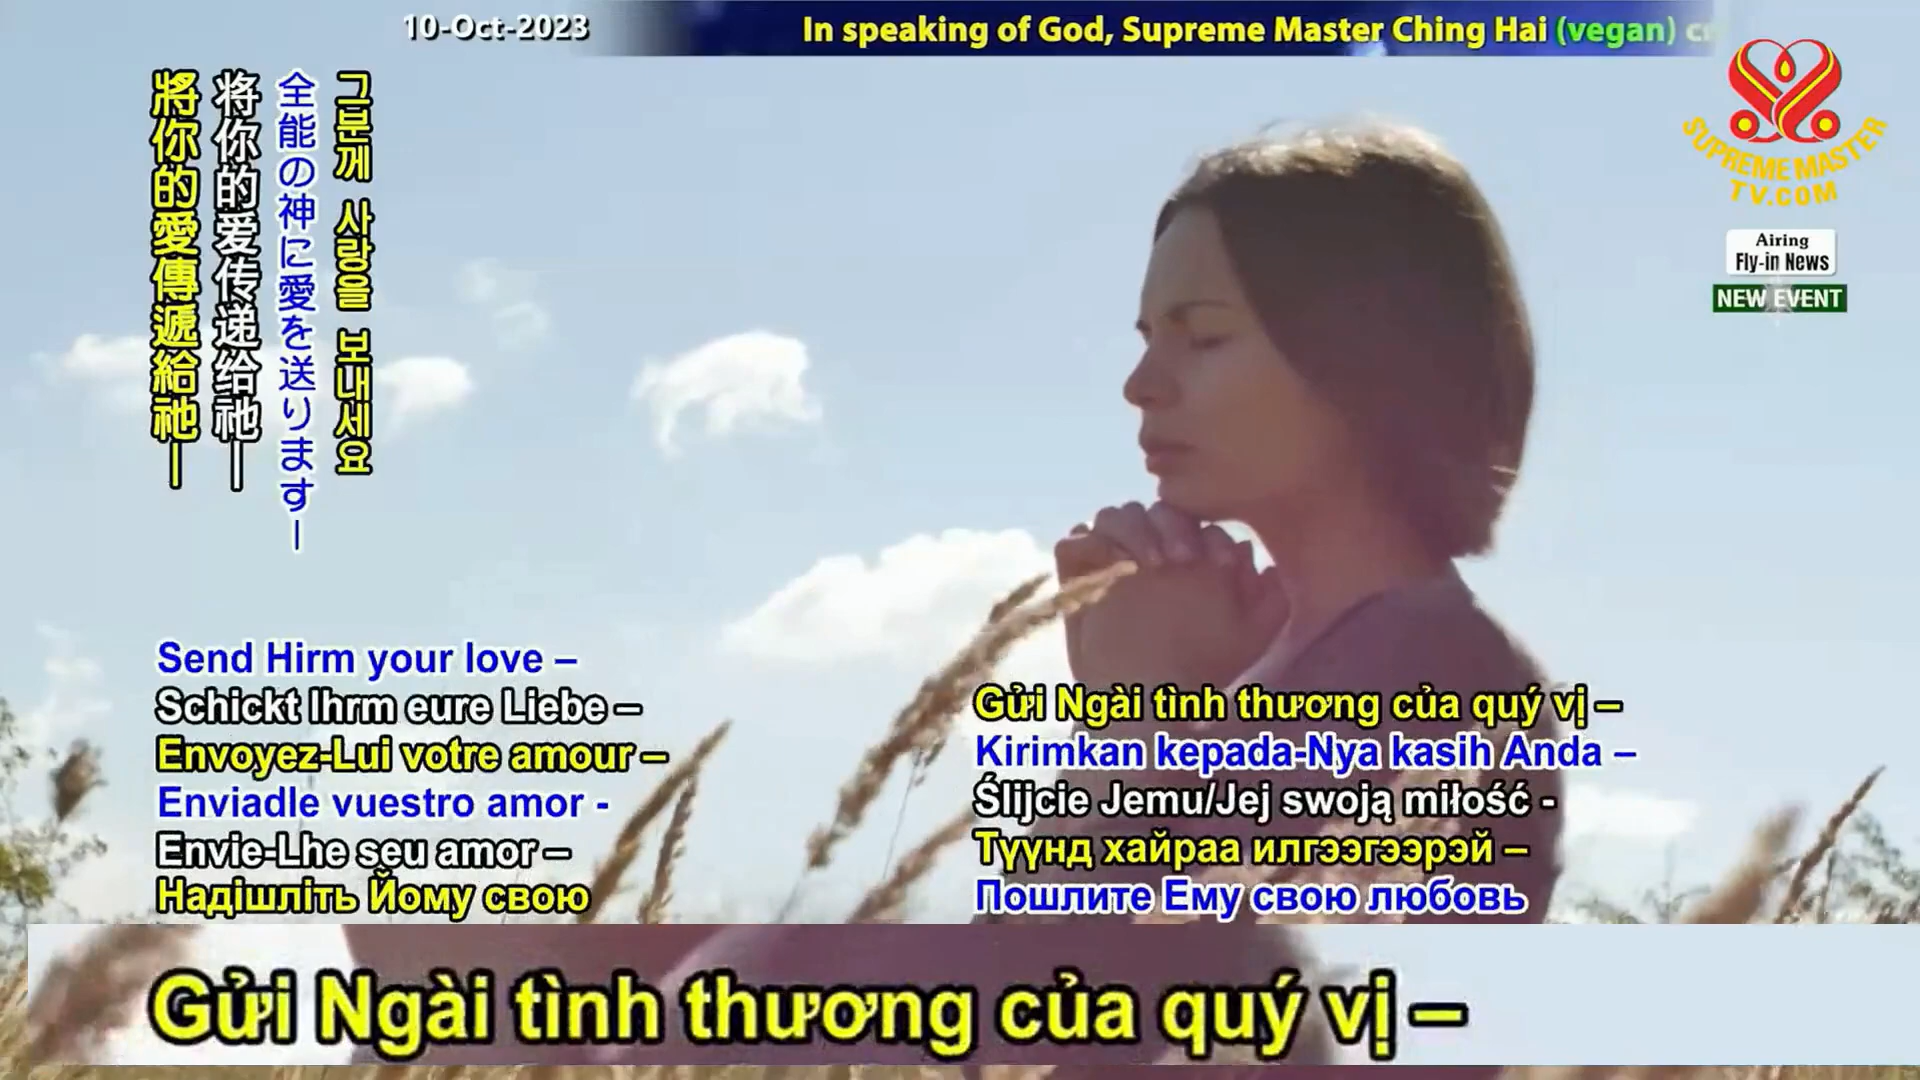 10-Oct-2023
In speaking of God, Supreme Master Ching Hai (vegan)
SUPREME MASTER
TV.COM
Airing
Fly-in News
NEW EVENT
將你的愛傳遞給祂—
将你的爱传递给祂—
全能の神に愛を送ります—
그분께 사랑을 보내세요
Send Hirm your love –
Schickt Ihrm eure Liebe –
Envoyez-Lui votre amour –
Enviadle vuestro amor -
Envie-Lhe seu amor –
Надішліть Йому свою
Gửi Ngài tình thương của quý vị –
Kirimkan kepada-Nya kasih Anda –
Ślijcie Jemu/Jej swoją miłość -
Түүнд хайраа илгээгээрэй –
Пошлите Ему свою любовь
Gửi Ngài tình thương của quý vị –